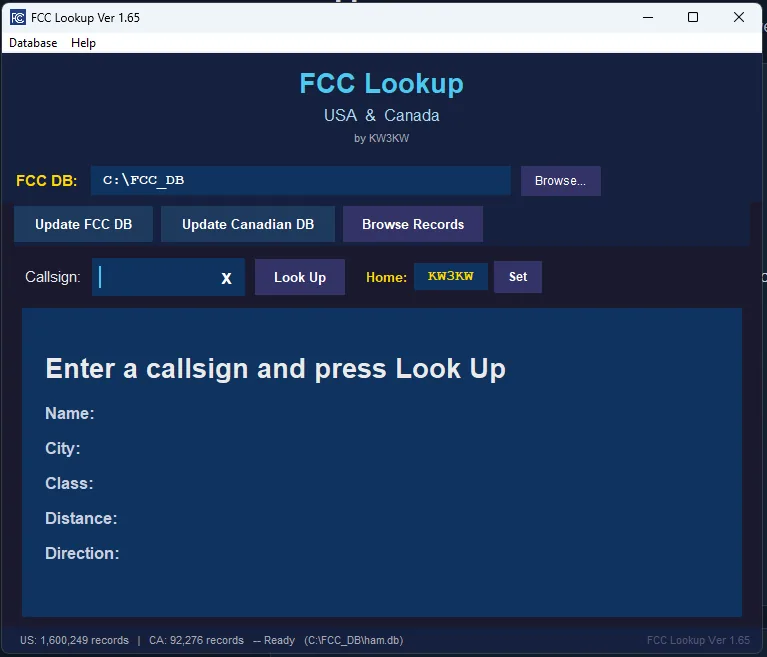 FCC Lookup Ver 1.65
Database Help
FCC Lookup
USA & Canada
by KW3KW
FCC DB: C:\FCC_DB Browse...
Update FCC DB Update Canadian DB Browse Records
Callsign: X Look Up Home: KW3KW Set
Enter a callsign and press Look Up
Name:
City:
Class:
Distance:
Direction:
US: 1,600,249 records | CA: 92,276 records -- Ready (C:\FCC_DB\ham.db) FCC Lookup Ver 1.65